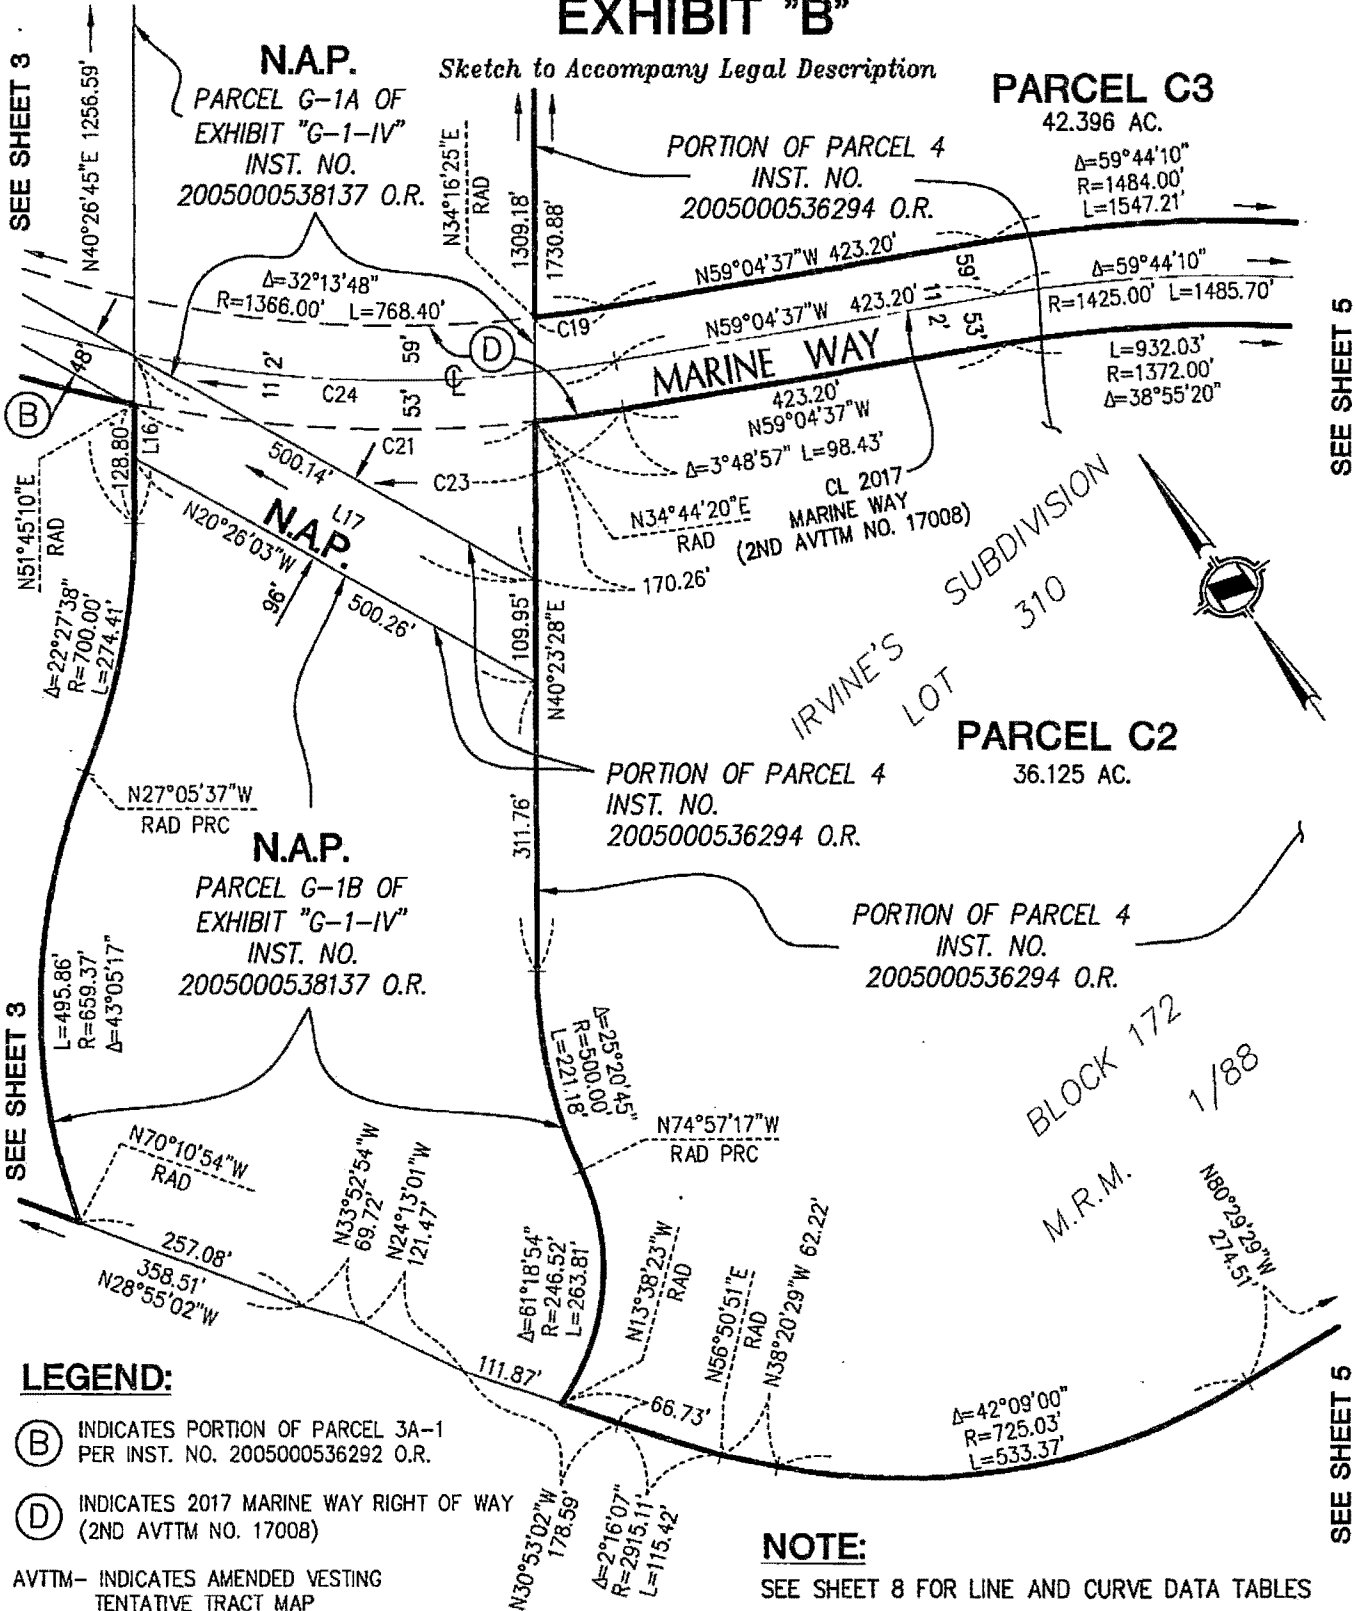 EXHIBIT "B"
Sketch to Accompany Legal Description
SEE SHEET 3
N40°26'45"E 1256.59'
N.A.P.
PARCEL G-1A OF
EXHIBIT "G-1-IV"
INST. NO.
2005000538137 O.R.
N34°16'25"E
RAD
1309.18'
1730.88'
PORTION OF PARCEL 4
INST. NO.
2005000536294 O.R.
PARCEL C3
42.396 AC.
Δ=59°44'10"
R=1484.00'
L=1547.21'
Δ=32°13'48"
R=1366.00' L=768.40'
N59°04'37"W 423.20'
59'
Δ=59°44'10"
R=1425.00' L=1485.70'
C19
N59°04'37"W 423.20'
112'
53'
SEE SHEET 5
48'
B
112'
C24
59'
53'
℄
D
MARINE WAY
423.20'
N59°04'37"W
L=932.03'
R=1372.00'
Δ=38°55'20"
128.80'
L16
500.14'
C21
C23
Δ=3°48'57" L=98.43'
CL 2017
MARINE WAY
(2ND AVTTM NO. 17008)
N51°45'10"E
RAD
L17
N.A.P.
N20°26'03"W
96'
500.26'
N34°44'20"E
RAD
170.26'
109.95'
N40°23'28"E
Δ=22°27'38"
R=700.00'
L=274.41'
IRVINE'S SUBDIVISION
LOT 310
PARCEL C2
36.125 AC.
N27°05'37"W
RAD PRC
PORTION OF PARCEL 4
INST. NO.
2005000536294 O.R.
311.76'
N.A.P.
PARCEL G-1B OF
EXHIBIT "G-1-IV"
INST. NO.
2005000538137 O.R.
PORTION OF PARCEL 4
INST. NO.
2005000536294 O.R.
L=495.86'
R=659.37'
Δ=43°05'17"
SEE SHEET 3
Δ=25°20'45"
R=500.00'
L=221.18'
BLOCK 172
M.R.M. 1/88
N74°57'17"W
RAD PRC
N70°10'54"W
RAD
N33°52'54"W
69.72'
N24°13'01"W
121.47'
257.08'
358.51'
N28°55'02"W
Δ=61°18'54"
R=246.52'
L=263.81'
N13°38'23"W
RAD
N56°50'51"E
RAD
N38°20'29"W 62.22'
N80°29'29"W
274.51'
111.87'
66.73'
Δ=42°09'00"
R=725.03'
L=533.37'
SEE SHEET 5
N30°53'02"W
178.59'
Δ=2°16'07"
R=2915.11'
L=115.42'
LEGEND:
B INDICATES PORTION OF PARCEL 3A-1
PER INST. NO. 2005000536292 O.R.
D INDICATES 2017 MARINE WAY RIGHT OF WAY
(2ND AVTTM NO. 17008)
AVTTM- INDICATES AMENDED VESTING
TENTATIVE TRACT MAP
NOTE:
SEE SHEET 8 FOR LINE AND CURVE DATA TABLES